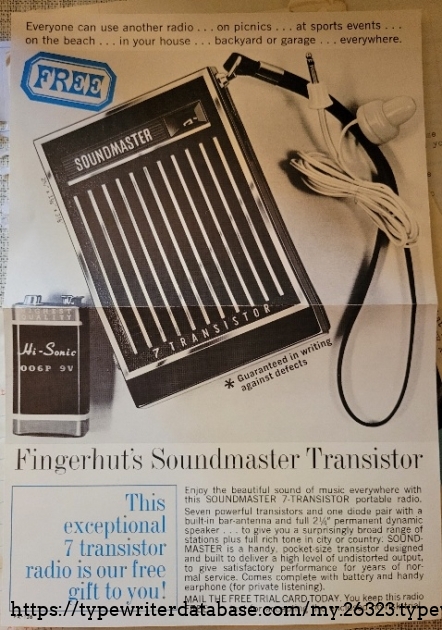 Everyone can use another radio . . . on picnics . . . at sports events . . .
on the beach . . . in your house . . . backyard or garage . . . everywhere.
FREE
SOUNDMASTER
7 TRANSISTOR
Hi-Sonic
006P 9V
* Guaranteed in writing
against defects
Fingerhut's Soundmaster Transistor
This
exceptional
7 transistor
radio is our free
gift to you!
Enjoy the beautiful sound of music everywhere with
this SOUNDMASTER 7-TRANSISTOR portable radio.
Seven powerful transistors and one diode pair with a
built-in bar-antenna and full 2¼" permanent dynamic
speaker . . . to give you a surprisingly broad range of
stations plus full rich tone in city or country. SOUND-
MASTER is a handy, pocket-size transistor designed
and built to deliver a high level of undistorted output,
to give satisfactory performance for years of nor-
mal service. Comes complete with battery and handy
earphone (for private listening).
MAIL THE FREE TRIAL CARD TODAY. You keep this radio
https://typewriterdatabase.com/my.26323.typewriter